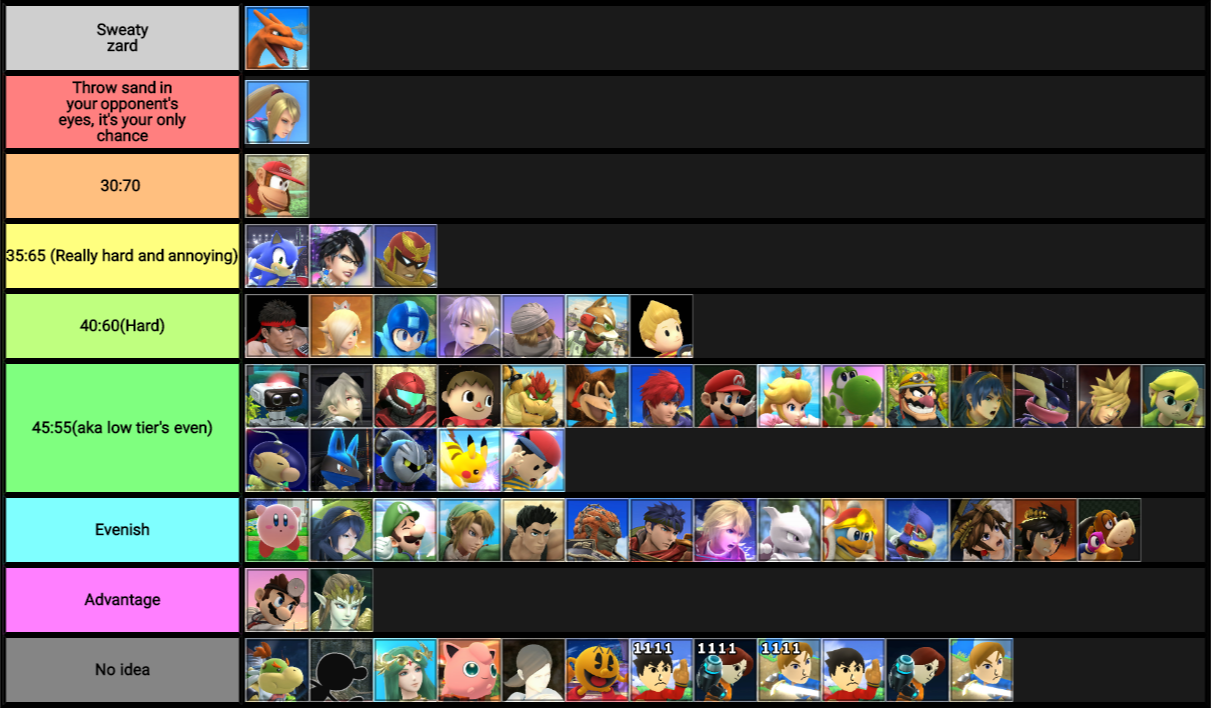 Sweaty
zard
Throw sand in
your opponent's
eyes, it's your only
chance
30:70
35:65 (Really hard and annoying)
40:60(Hard)
45:55(aka low tier's even)
Evenish
Advantage
No idea
1111 1111 1111